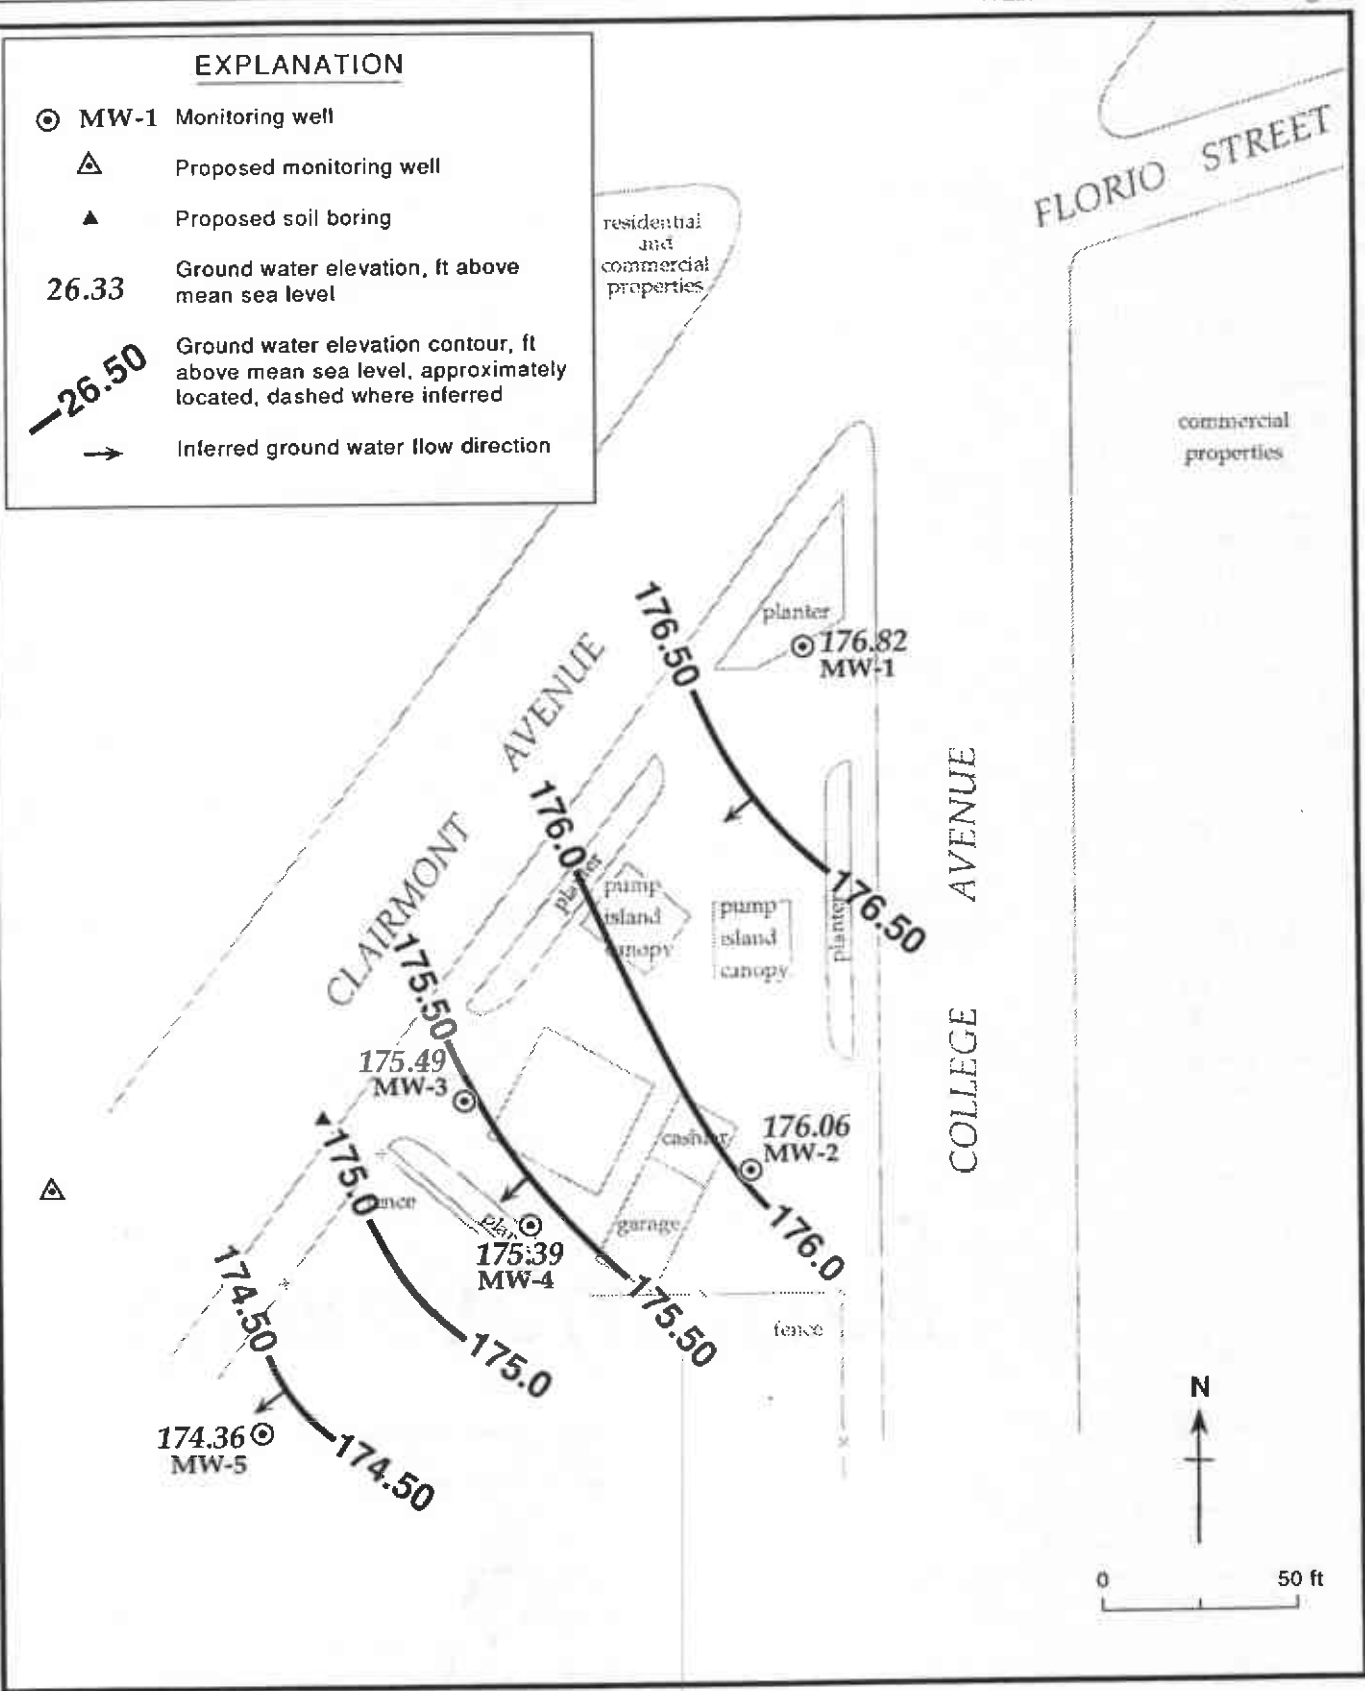 EXPLANATION
MW-1 Monitoring well
Proposed monitoring well
Proposed soil boring
26.33
Ground water elevation, ft above
mean sea level
26.50
Ground water elevation contour, ft
above mean sea level, approximately
located, dashed where inferred
Inferred ground water flow direction
FLORIO STREET
residential
and
commercial
properties
commercial
properties
planter
176.82
MW-1
176.50
176.50
CLAIRMONT AVENUE
COLLEGE AVENUE
176.0
planter
pump
island
canopy
pump
island
canopy
planter
175.50
175.49
MW-3
cashier
176.06
MW-2
176.0
175.0
fence
garage
175.39
MW-4
175.50
fence
174.50
175.0
174.36
MW-5
174.50
N
0 50 ft